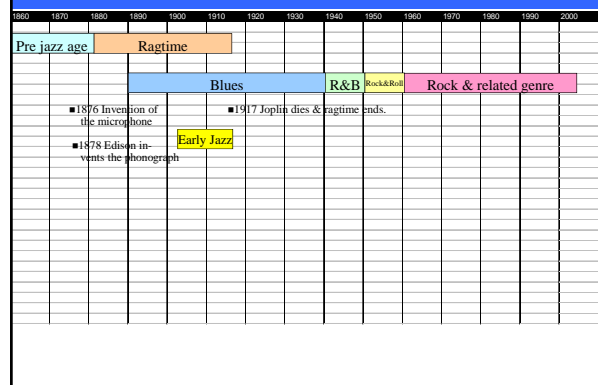 1860 1870 1880 1890 1900 1910 1920 1930 1940 1950 1960 1970 1980 1990 2000
Pre jazz age Ragtime
Blues R&B Rock&Roll Rock & related genre
■1876 Invention of
the microphone
■1917 Joplin dies & ragtime ends.
Early Jazz
■1878 Edison in-
vents the phonograph